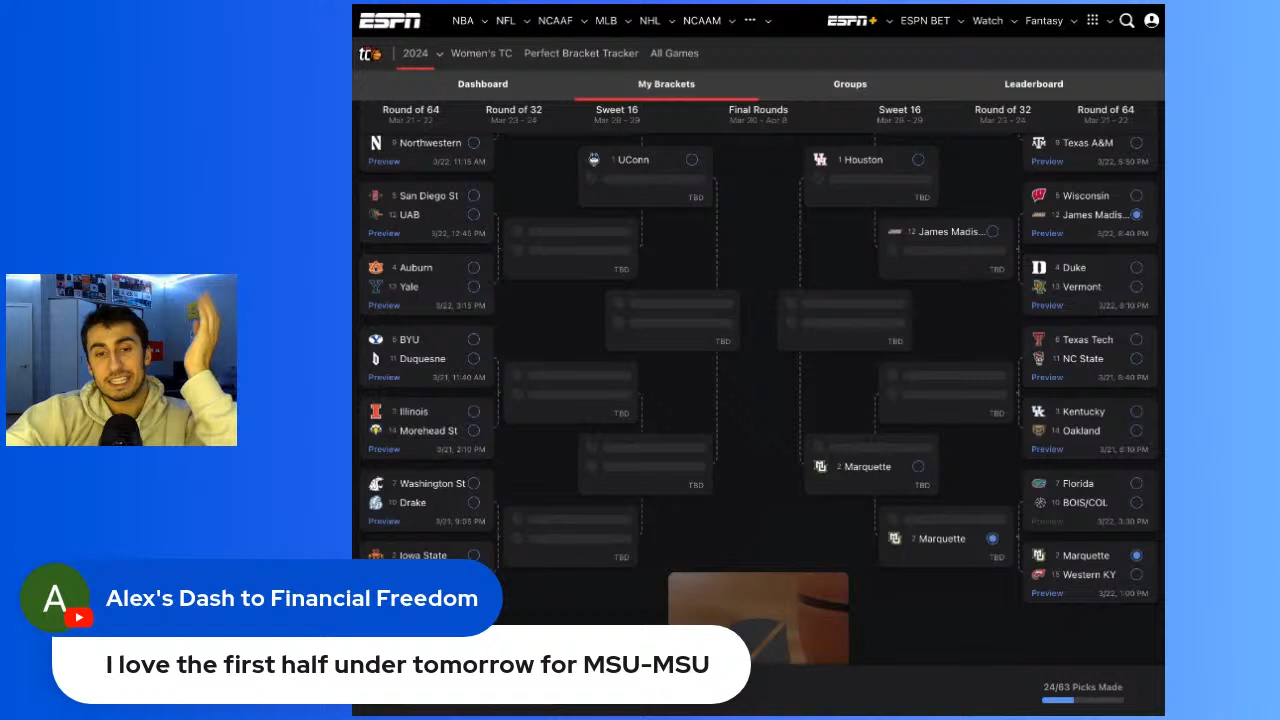 ESPN NBA NFL NCAAF MLB NHL NCAAM ESPN+ ESPN BET Watch Fantasy
tc 2024 Women's TC Perfect Bracket Tracker All Games
Dashboard My Brackets Groups Leaderboard
Round of 64 Round of 32 Sweet 16 Final Rounds Sweet 16 Round of 32 Round of 64
Mar 21 - 22 Mar 23 - 24 Mar 28 - 29 Mar 30 - Apr 8 Mar 28 - 29 Mar 23 - 24 Mar 21 - 22
9 Northwestern
Preview 3/22, 11:15 AM
5 San Diego St
12 UAB
Preview 3/22, 12:45 PM
4 Auburn
13 Yale
Preview 3/22, 3:15 PM
6 BYU
11 Duquesne
Preview 3/21, 11:40 AM
3 Illinois
14 Morehead St
Preview 3/21, 2:10 PM
7 Washington St
10 Drake
Preview 3/21, 9:05 PM
Iowa State
1 UConn
TBD
TBD
TBD
TBD
TBD
TBD
1 Houston
TBD
12 James Madis...
TBD
TBD
TBD
2 Marquette
TBD
2 Marquette
TBD
9 Texas A&M
Preview 3/22, 5:50 PM
5 Wisconsin
12 James Madis...
Preview 3/22, 8:40 PM
4 Duke
13 Vermont
Preview 3/22, 6:10 PM
6 Texas Tech
11 NC State
Preview 3/21, 8:40 PM
3 Kentucky
14 Oakland
Preview 3/21, 6:10 PM
7 Florida
10 BOIS/COL
Preview 3/22, 3:30 PM
2 Marquette
15 Western KY
Preview 3/22, 1:00 PM
24/63 Picks Made
A Alex's Dash to Financial Freedom
I love the first half under tomorrow for MSU-MSU